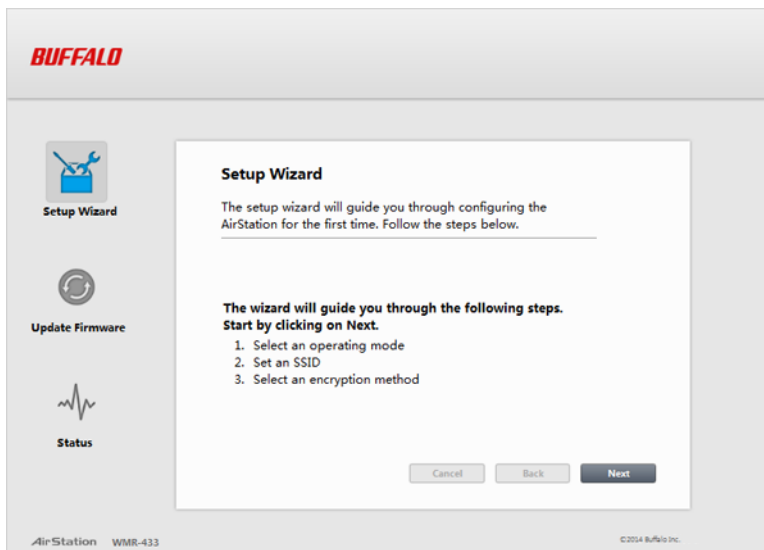 BUFFALO
Setup Wizard
Update Firmware
Status
Setup Wizard
The setup wizard will guide you through configuring the
AirStation for the first time. Follow the steps below.
The wizard will guide you through the following steps.
Start by clicking on Next.
1. Select an operating mode
2. Set an SSID
3. Select an encryption method
Cancel Back Next
AirStation WMR-433
©2014 Buffalo Inc.